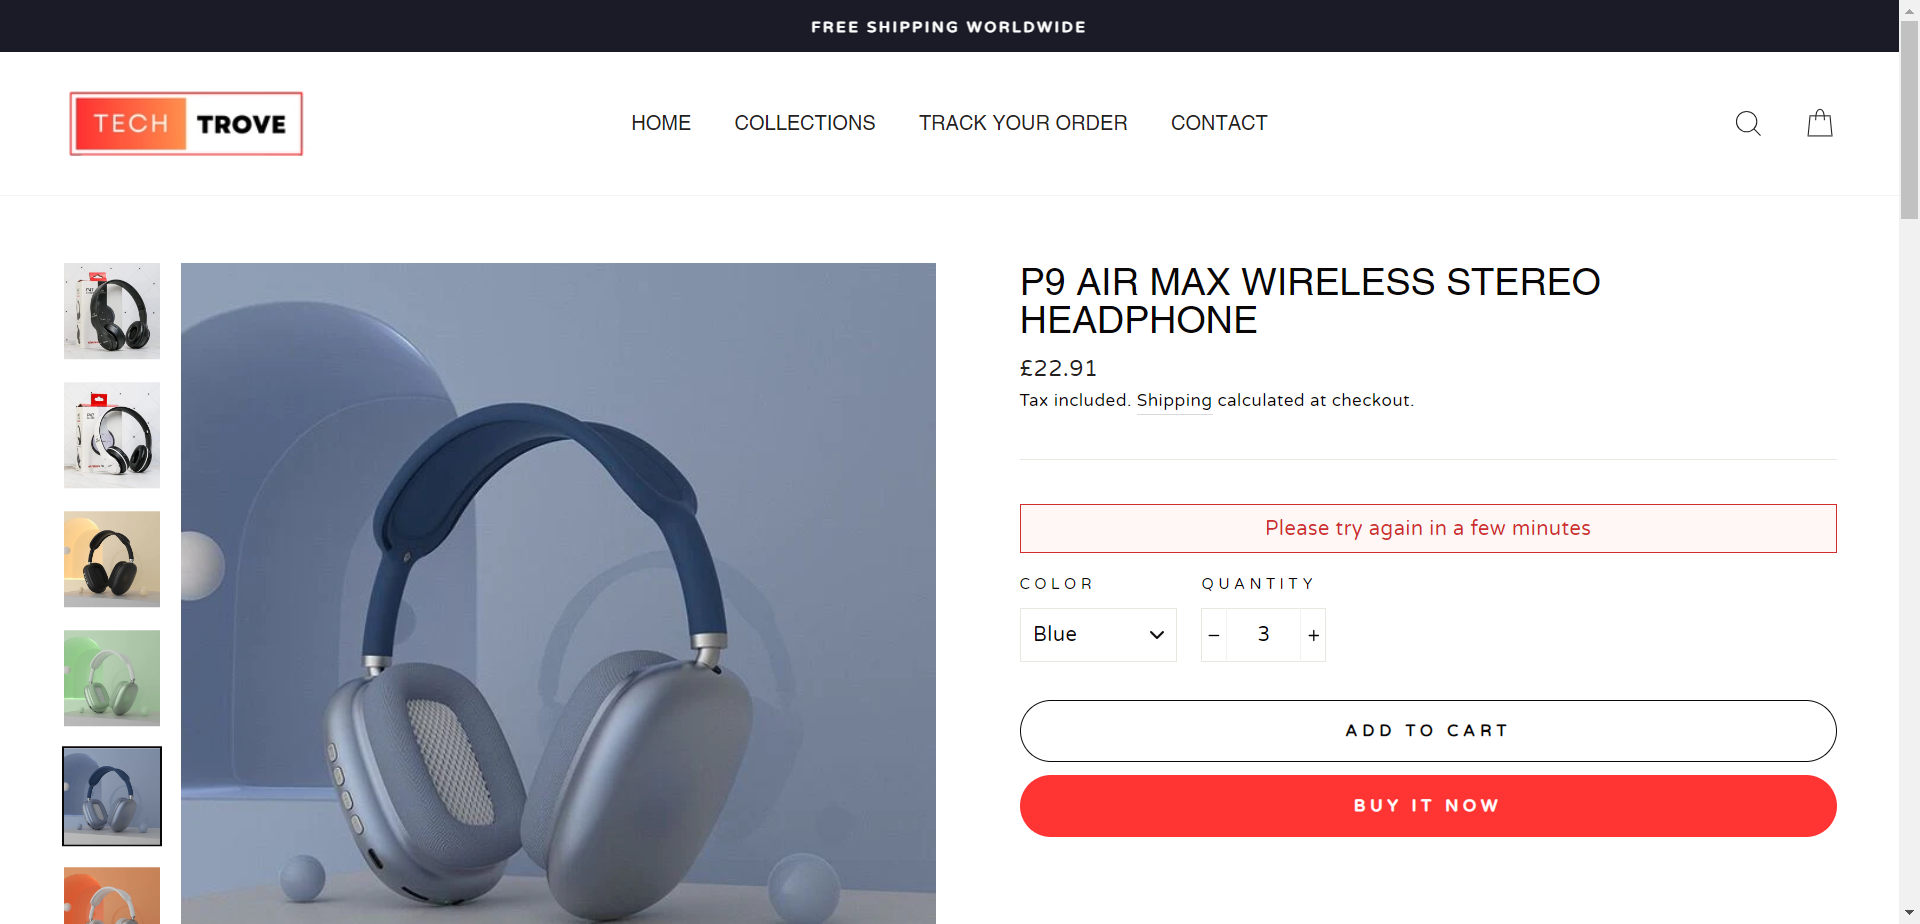 FREE SHIPPING WORLDWIDE
TECH TROVE
HOME COLLECTIONS TRACK YOUR ORDER CONTACT
P9 AIR MAX WIRELESS STEREO
HEADPHONE
£22.91
Tax included. Shipping calculated at checkout.
Please try again in a few minutes
COLOR QUANTITY
Blue − 3 +
ADD TO CART
BUY IT NOW